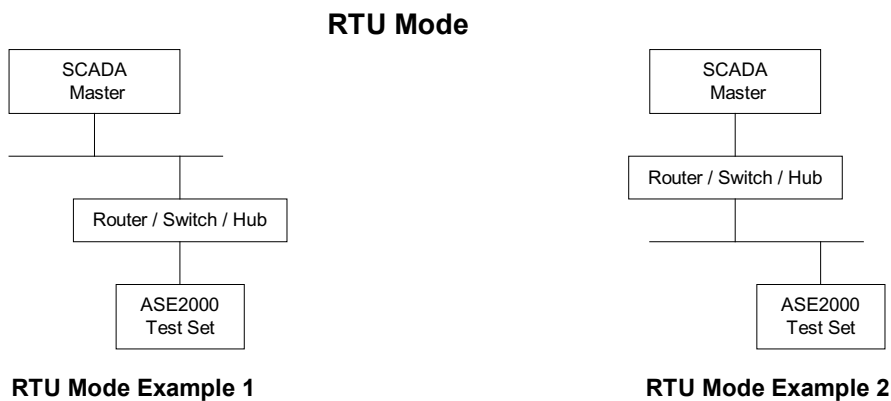 RTU Mode
SCADA
Master
Router / Switch / Hub
ASE2000
Test Set
RTU Mode Example 1
SCADA
Master
Router / Switch / Hub
ASE2000
Test Set
RTU Mode Example 2